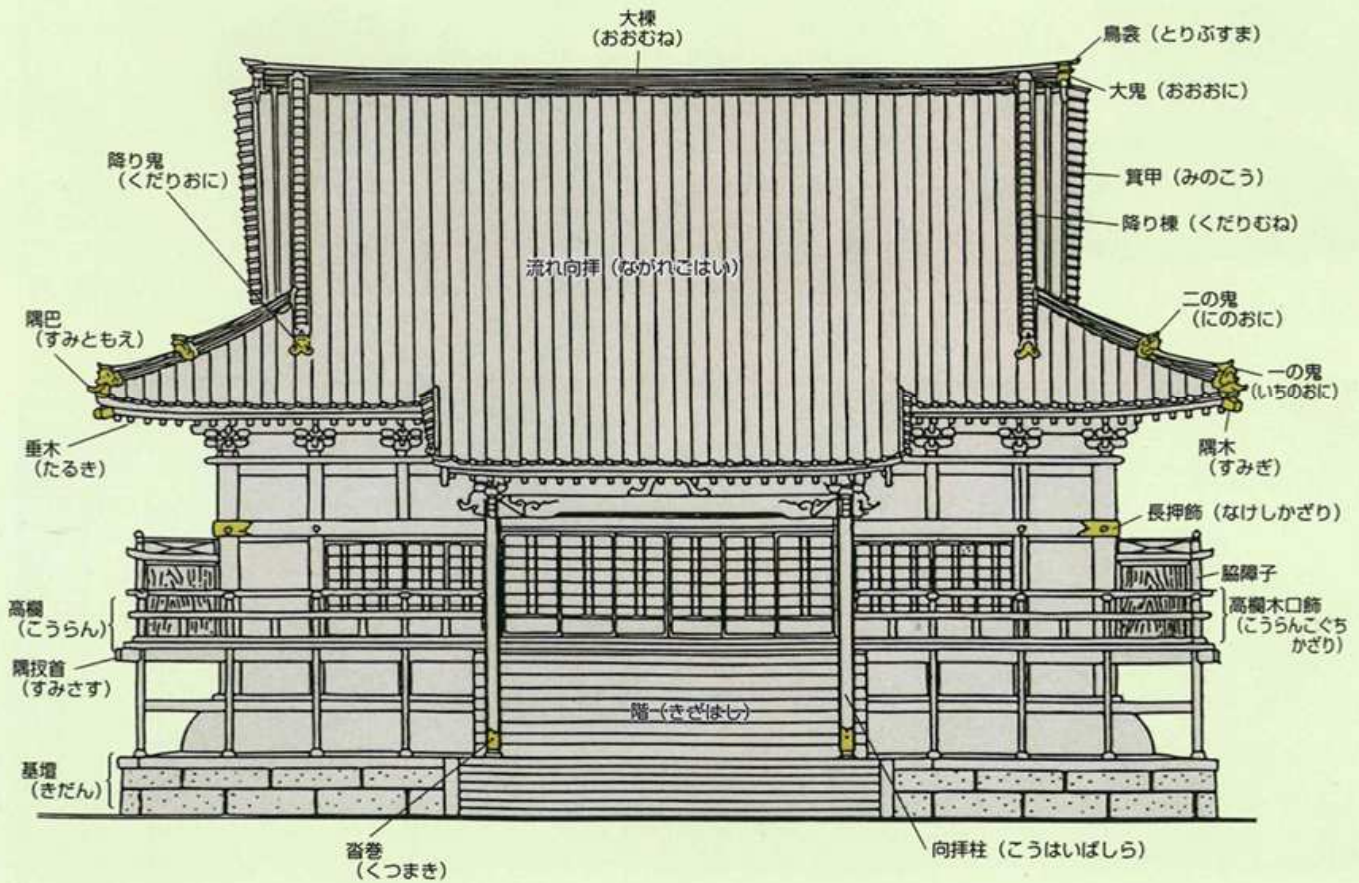 大棟
（おおむね）
鳥衾（とりぶすま）
大鬼（おおおに）
降り鬼
（くだりおに）
箕甲（みのこう）
降り棟（くだりむね）
流れ向拝（ながれごはい）
二の鬼
（にのおに）
隅巴
（すみともえ）
一の鬼
（いちのおに）
垂木
（たるき）
隅木
（すみぎ）
長押飾（なげしかざり）
脇障子
高欄
（こうらん）
高欄木口飾
（こうらんこぐち
かざり）
隅扠首
（すみさす）
階（きざはし）
基壇
（きだん）
沓巻
（くつまき）
向拝柱（こうはいばしら）